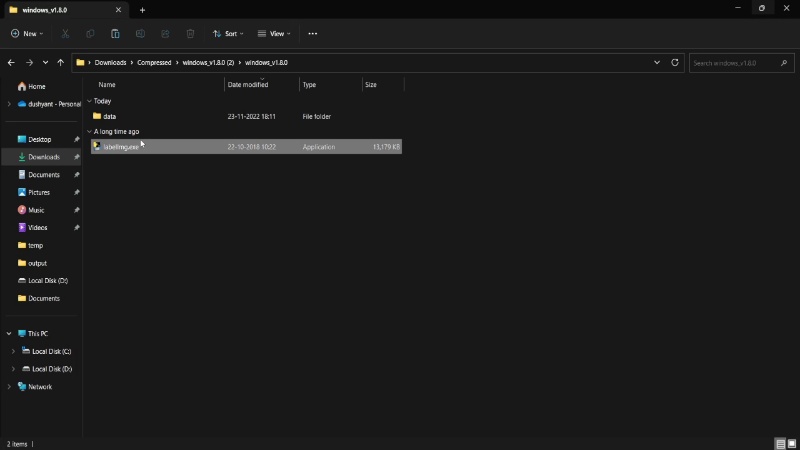 windows_v1.8.0
New
Sort
View
Downloads > Compressed > windows_v1.8.0 (2) > windows_v1.8.0
Search windows_v1.8.0
Home
dushyant - Personal
Desktop
Downloads
Documents
Pictures
Music
Videos
temp
output
Local Disk (D:)
Documents
This PC
Local Disk (C:)
Local Disk (D:)
Network
Name Date modified Type Size
Today
data 23-11-2022 18:11 File folder
A long time ago
labelImg.exe 22-10-2018 10:22 Application 13,179 KB
2 items